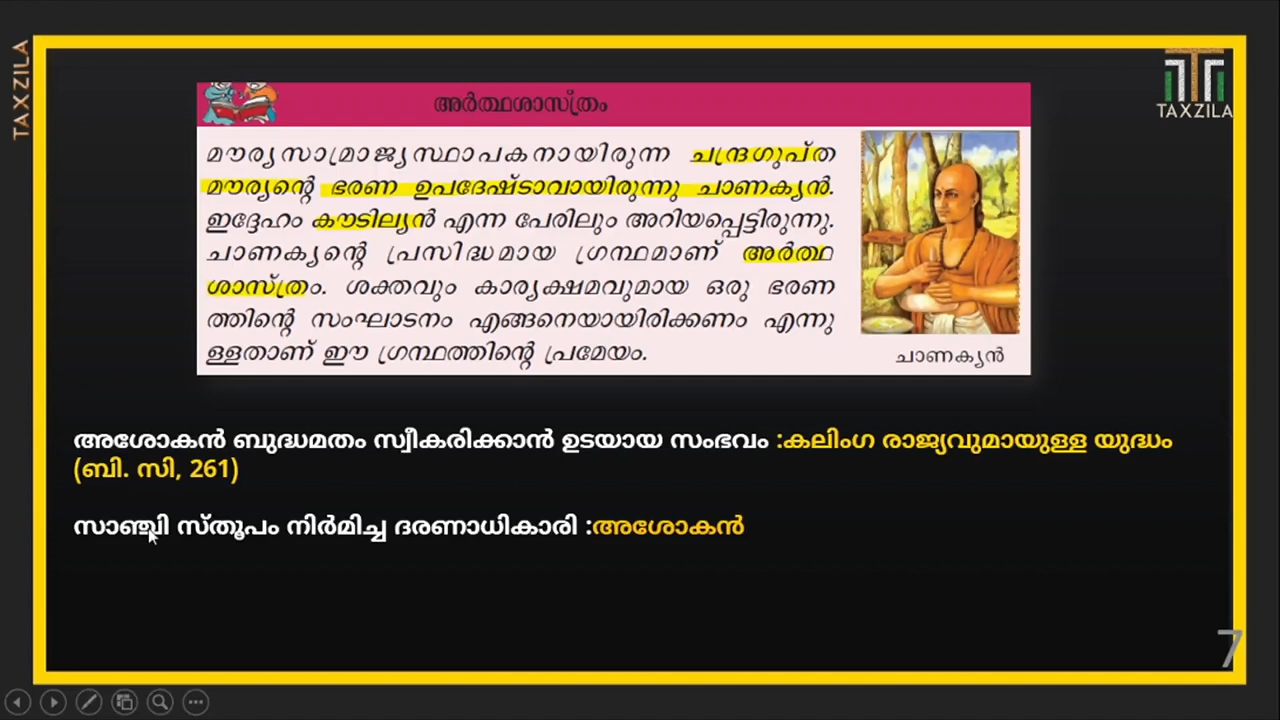 TAXZILA
TAXZILA
അർത്ഥശാസ്ത്രം
മൗര്യസാമ്രാജ്യസ്ഥാപകനായിരുന്ന ചന്ദ്രഗുപ്ത
മൗര്യന്റെ ഭരണ ഉപദേഷ്ടാവായിരുന്നു ചാണക്യൻ.
ഇദ്ദേഹം കൗടില്യൻ എന്ന പേരിലും അറിയപ്പെട്ടിരുന്നു.
ചാണക്യന്റെ പ്രസിദ്ധമായ ഗ്രന്ഥമാണ് അർത്ഥ
ശാസ്ത്രം. ശക്തവും കാര്യക്ഷമവുമായ ഒരു ഭരണ
ത്തിന്റെ സംഘാടനം എങ്ങനെയായിരിക്കണം എന്നു
ള്ളതാണ് ഈ ഗ്രന്ഥത്തിന്റെ പ്രമേയം.
ചാണക്യൻ
അശോകൻ ബുദ്ധമതം സ്വീകരിക്കാൻ ഉടയായ സംഭവം :കലിംഗ രാജ്യവുമായുള്ള യുദ്ധം
(ബി. സി, 261)
സാഞ്ചി സ്തൂപം നിർമിച്ച ദരണാധികാരി :അശോകൻ
7